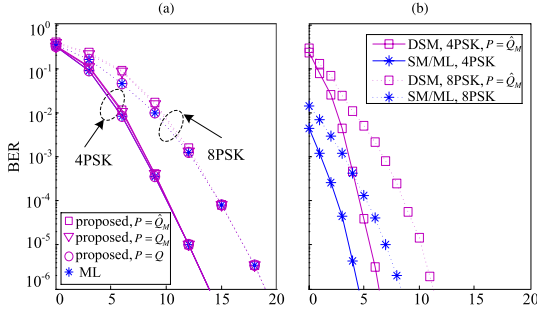 (a)
(b)
10^0
10^-1
10^-2
10^-3
10^-4
10^-5
10^-6
BER
4PSK
8PSK
proposed, P = Q̂_M
proposed, P = Q_M
proposed, P = Q
ML
0 5 10 15 20
DSM, 4PSK, P = Q̂_M
SM/ML, 4PSK
DSM, 8PSK, P = Q̂_M
SM/ML, 8PSK
0 5 10 15 20